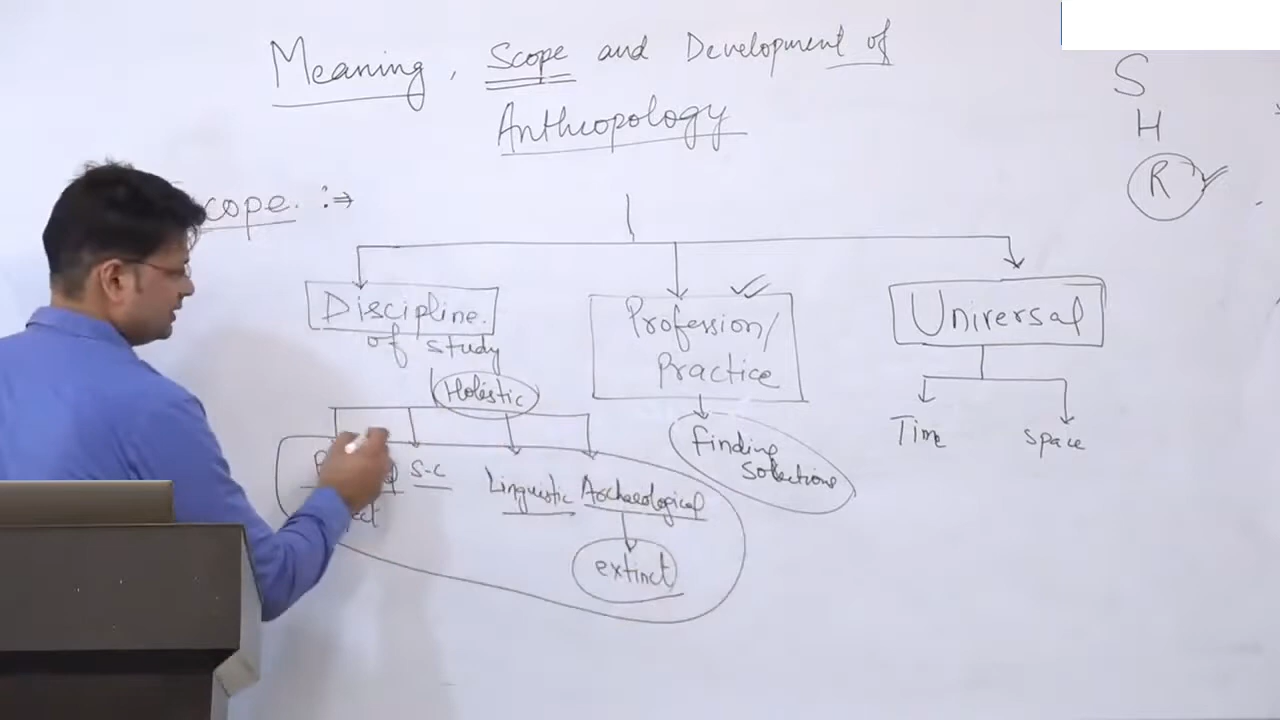 Meaning, Scope and Development of
Anthropology
S
H
R
Scope. :⇒
Discipline.
of study
Holistic
S-C
Linguistic
Archaeological
extinct
Profession/
Practice
finding
solutions
Universal
Time
space